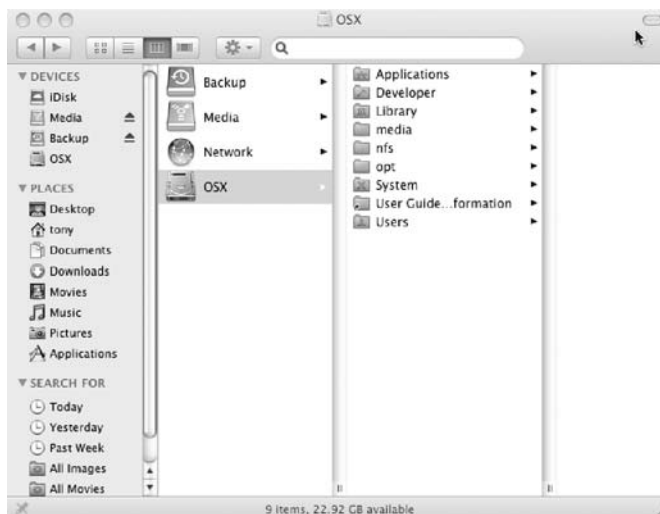 OSX
DEVICES
iDisk
Media
Backup
OSX
PLACES
Desktop
tony
Documents
Downloads
Movies
Music
Pictures
Applications
SEARCH FOR
Today
Yesterday
Past Week
All Images
All Movies
Backup
Media
Network
OSX
Applications
Developer
Library
media
nfs
opt
System
User Guide...formation
Users
9 items, 22.92 GB available